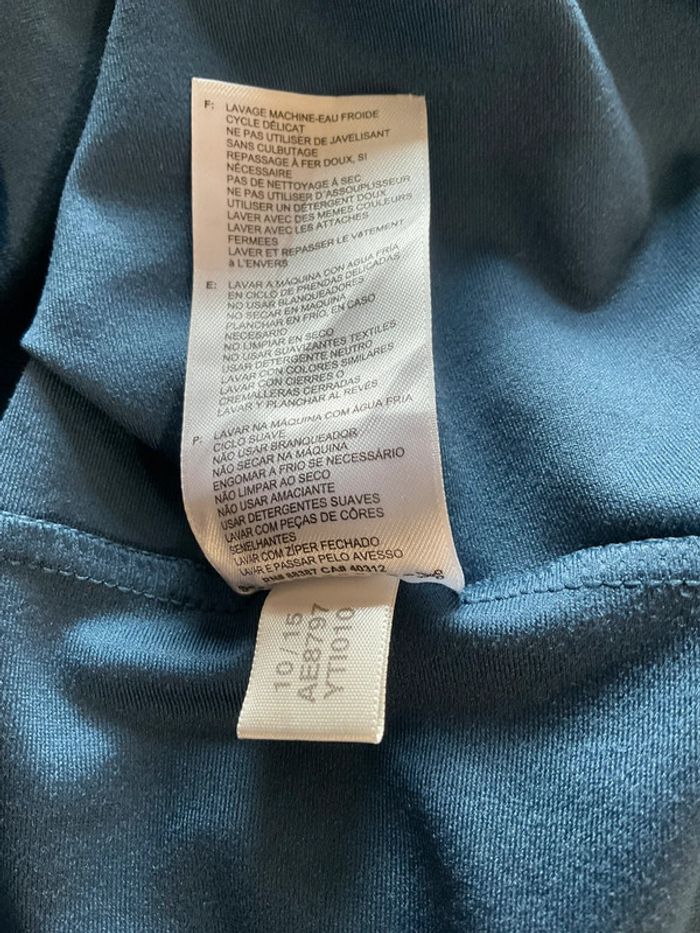 F: LAVAGE MACHINE-EAU FROIDE
CYCLE DÉLICAT
NE PAS UTILISER DE JAVELISANT
SANS CULBUTAGE
REPASSAGE À FER DOUX, SI
NÉCESSAIRE
PAS DE NETTOYAGE À SEC
NE PAS UTILISER D'ASSOUPLISSEUR
UTILISER UN DÉTERGENT DOUX
LAVER AVEC DES MEMES COULEURS
LAVER AVEC LES ATTACHES
FERMEES
LAVER ET REPASSER LE VêTEMENT
à L'ENVERS
E: LAVAR A MÁQUINA CON AGUA FRÍA
EN CICLO DE PRENDAS DELICADAS
NO USAR BLANQUEADORES
NO SECAR EN MAQUINA
PLANCHAR EN FRÍO, EN CASO
NECESARIO
NO LIMPIAR EN SECO
NO USAR SUAVIZANTES TEXTILES
USAR DETERGENTE NEUTRO
LAVAR CON COLORES SIMILARES
LAVAR CON CIERRES O
CREMALLERAS CERRADAS
LAVAR Y PLANCHAR AL REVÉS
P: LAVAR NA MÁQUINA COM AGUA FRIA
CICLO SUAVE
NÃO USAR BRANQUEADOR
NÃO SECAR NA MÁQUINA
ENGOMAR A FRIO SE NECESSÁRIO
NÃO LIMPAR AO SECO
NÃO USAR AMACIANTE
USAR DETERGENTES SUAVES
LAVAR COM PEÇAS DE CÔRES
SEMELHANTES
LAVAR COM ZÍPER FECHADO
LAVAR E PASSAR PELO AVESSO
RN# 88387 CA# 40312
10/15
AE8797
YTI010